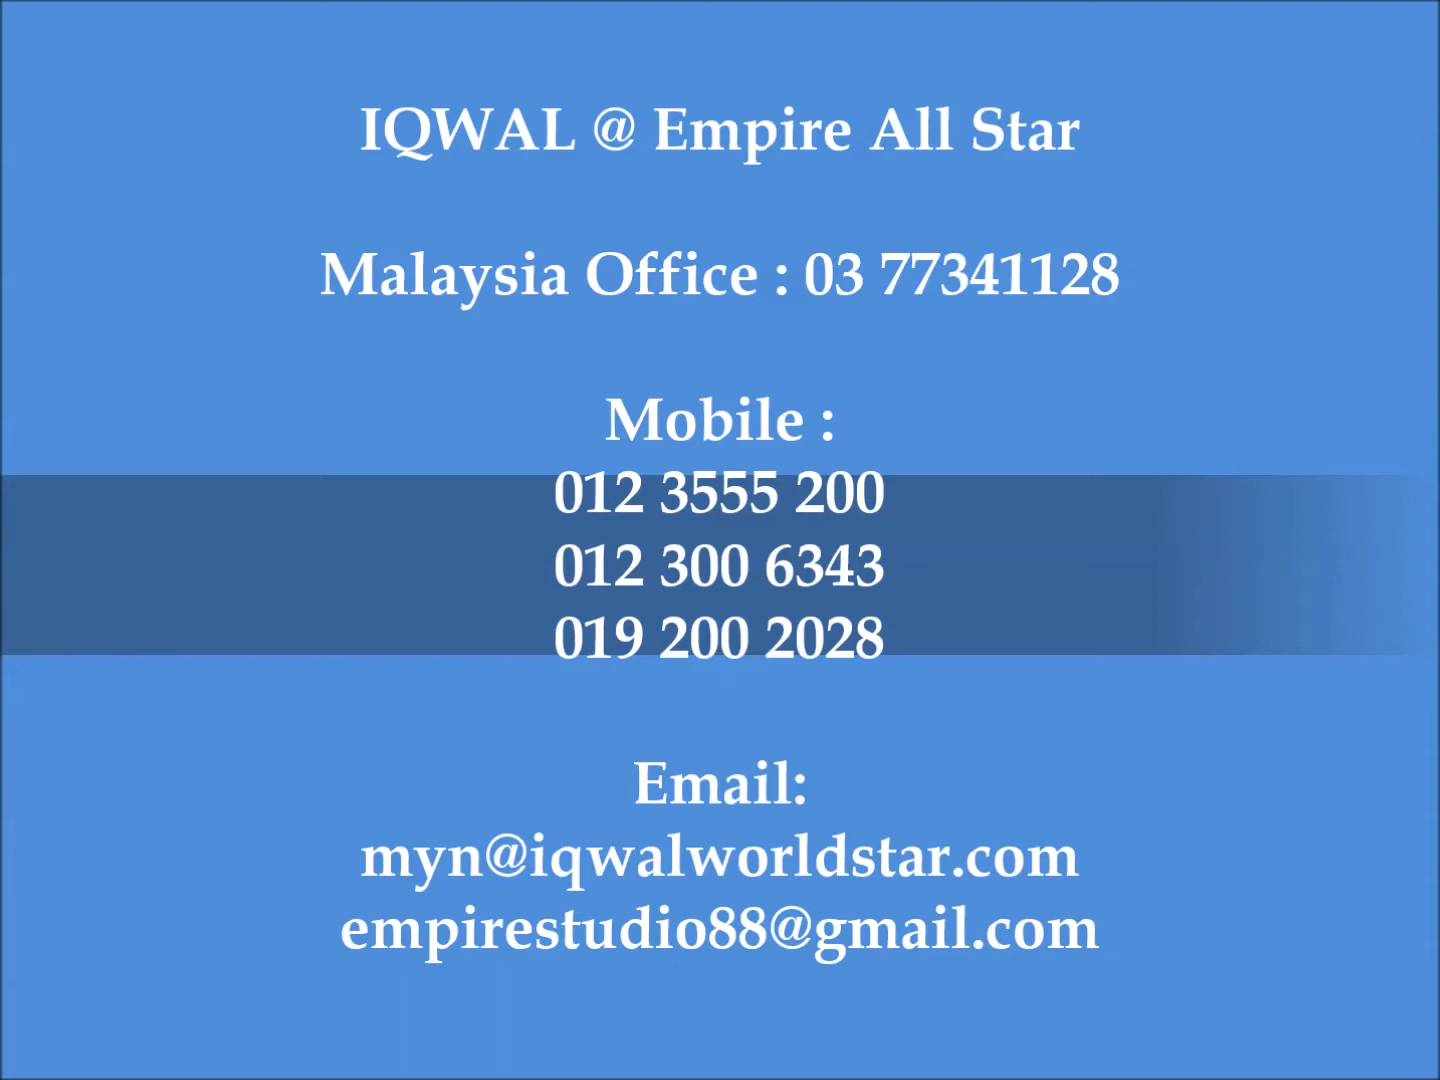 IQWAL @ Empire All Star
Malaysia Office : 03 77341128
Mobile :
012 3555 200
012 300 6343
019 200 2028
Email:
myn@iqwalworldstar.com
empirestudio88@gmail.com